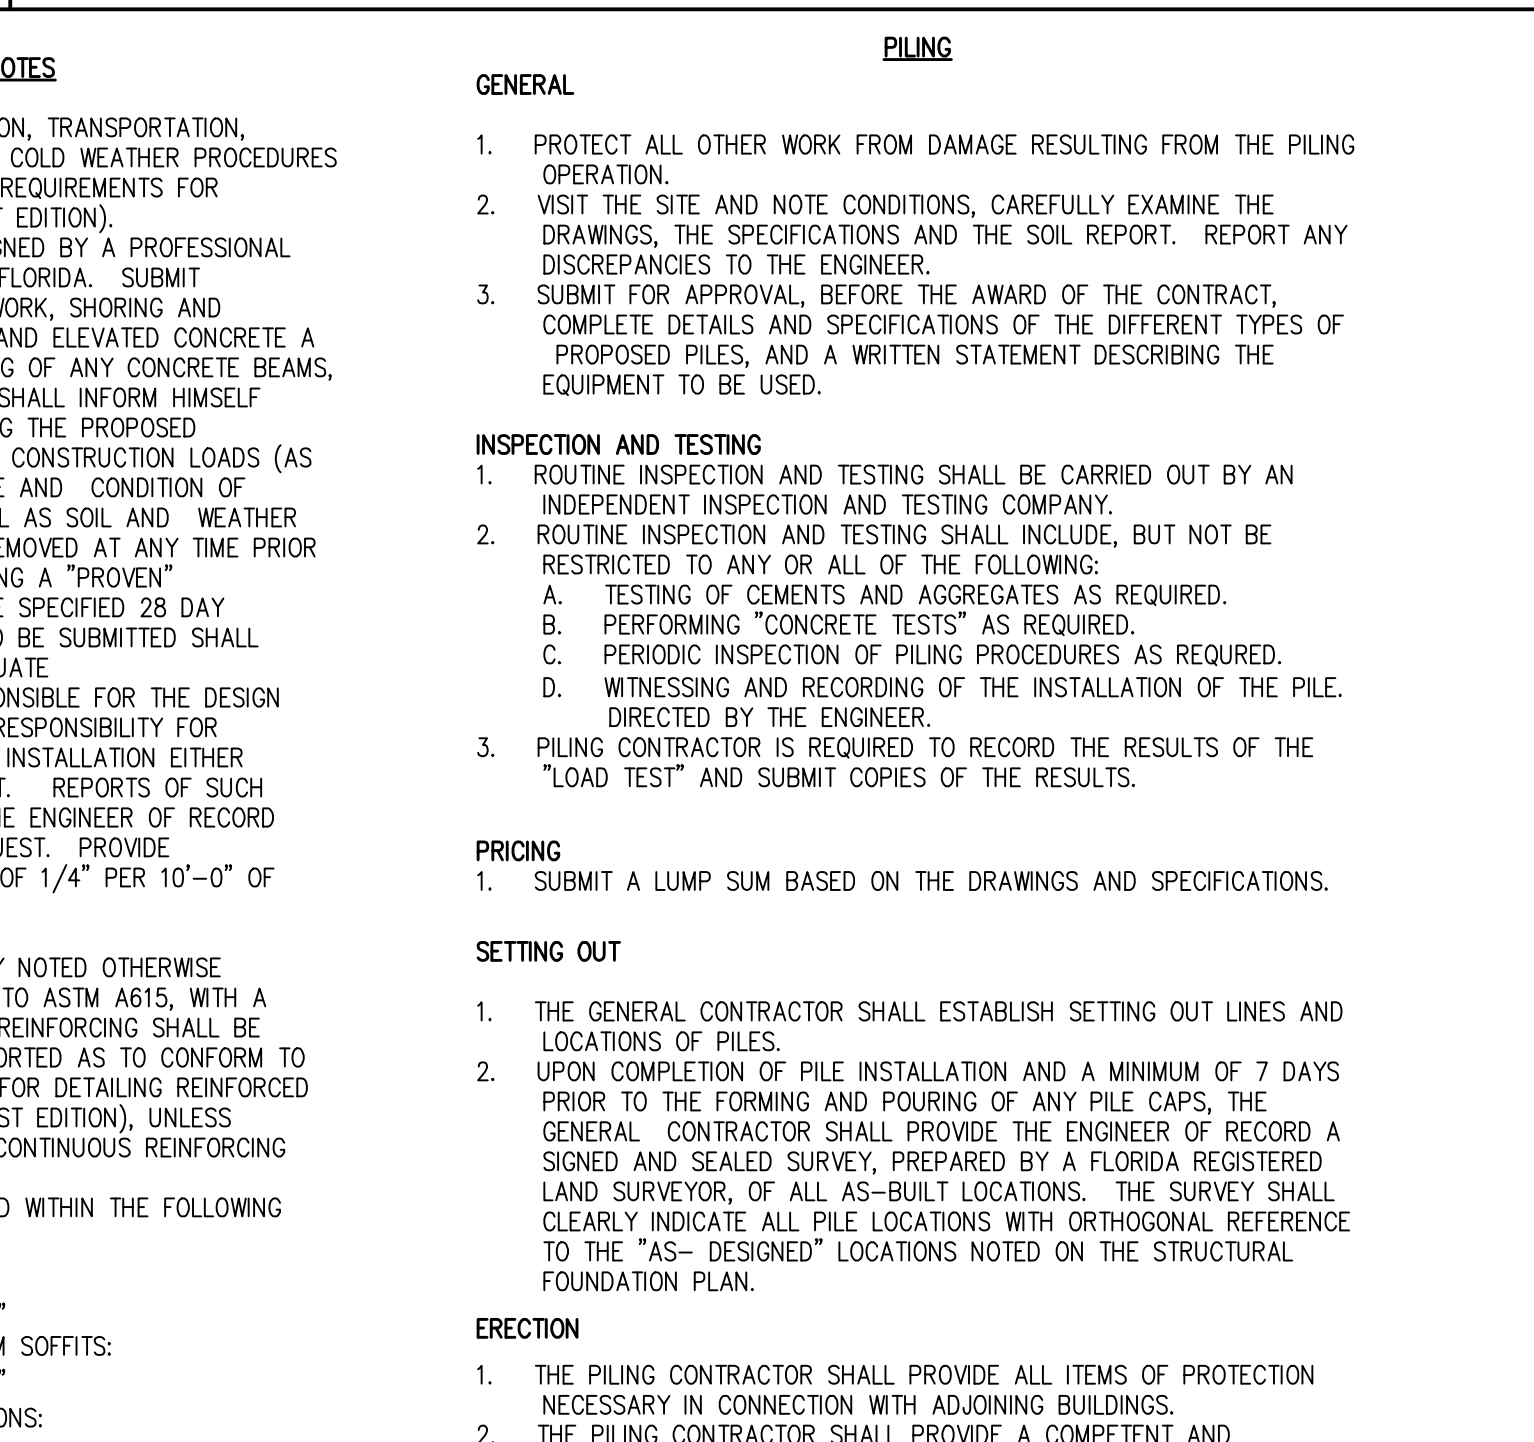 OTES
ON, TRANSPORTATION,
COLD WEATHER PROCEDURES
REQUIREMENTS FOR
T EDITION).
GNED BY A PROFESSIONAL
FLORIDA. SUBMIT
WORK, SHORING AND
AND ELEVATED CONCRETE A
G OF ANY CONCRETE BEAMS,
SHALL INFORM HIMSELF
G THE PROPOSED
CONSTRUCTION LOADS (AS
E AND CONDITION OF
L AS SOIL AND WEATHER
EMOVED AT ANY TIME PRIOR
NG A "PROVEN"
E SPECIFIED 28 DAY
O BE SUBMITTED SHALL
UATE
ONSIBLE FOR THE DESIGN
RESPONSIBILITY FOR
INSTALLATION EITHER
T. REPORTS OF SUCH
HE ENGINEER OF RECORD
UEST. PROVIDE
OF 1/4" PER 10'-0" OF
Y NOTED OTHERWISE
TO ASTM A615, WITH A
REINFORCING SHALL BE
ORTED AS TO CONFORM TO
FOR DETAILING REINFORCED
ST EDITION), UNLESS
CONTINUOUS REINFORCING
D WITHIN THE FOLLOWING
"
M SOFFITS:
"
ONS:
PILING
GENERAL
1. PROTECT ALL OTHER WORK FROM DAMAGE RESULTING FROM THE PILING
OPERATION.
2. VISIT THE SITE AND NOTE CONDITIONS, CAREFULLY EXAMINE THE
DRAWINGS, THE SPECIFICATIONS AND THE SOIL REPORT. REPORT ANY
DISCREPANCIES TO THE ENGINEER.
3. SUBMIT FOR APPROVAL, BEFORE THE AWARD OF THE CONTRACT,
COMPLETE DETAILS AND SPECIFICATIONS OF THE DIFFERENT TYPES OF
PROPOSED PILES, AND A WRITTEN STATEMENT DESCRIBING THE
EQUIPMENT TO BE USED.
INSPECTION AND TESTING
1. ROUTINE INSPECTION AND TESTING SHALL BE CARRIED OUT BY AN
INDEPENDENT INSPECTION AND TESTING COMPANY.
2. ROUTINE INSPECTION AND TESTING SHALL INCLUDE, BUT NOT BE
RESTRICTED TO ANY OR ALL OF THE FOLLOWING:
A. TESTING OF CEMENTS AND AGGREGATES AS REQUIRED.
B. PERFORMING "CONCRETE TESTS" AS REQUIRED.
C. PERIODIC INSPECTION OF PILING PROCEDURES AS REQURED.
D. WITNESSING AND RECORDING OF THE INSTALLATION OF THE PILE.
DIRECTED BY THE ENGINEER.
3. PILING CONTRACTOR IS REQUIRED TO RECORD THE RESULTS OF THE
"LOAD TEST" AND SUBMIT COPIES OF THE RESULTS.
PRICING
1. SUBMIT A LUMP SUM BASED ON THE DRAWINGS AND SPECIFICATIONS.
SETTING OUT
1. THE GENERAL CONTRACTOR SHALL ESTABLISH SETTING OUT LINES AND
LOCATIONS OF PILES.
2. UPON COMPLETION OF PILE INSTALLATION AND A MINIMUM OF 7 DAYS
PRIOR TO THE FORMING AND POURING OF ANY PILE CAPS, THE
GENERAL CONTRACTOR SHALL PROVIDE THE ENGINEER OF RECORD A
SIGNED AND SEALED SURVEY, PREPARED BY A FLORIDA REGISTERED
LAND SURVEYOR, OF ALL AS-BUILT LOCATIONS. THE SURVEY SHALL
CLEARLY INDICATE ALL PILE LOCATIONS WITH ORTHOGONAL REFERENCE
TO THE "AS- DESIGNED" LOCATIONS NOTED ON THE STRUCTURAL
FOUNDATION PLAN.
ERECTION
1. THE PILING CONTRACTOR SHALL PROVIDE ALL ITEMS OF PROTECTION
NECESSARY IN CONNECTION WITH ADJOINING BUILDINGS.
2. THE PILING CONTRACTOR SHALL PROVIDE A COMPETENT AND